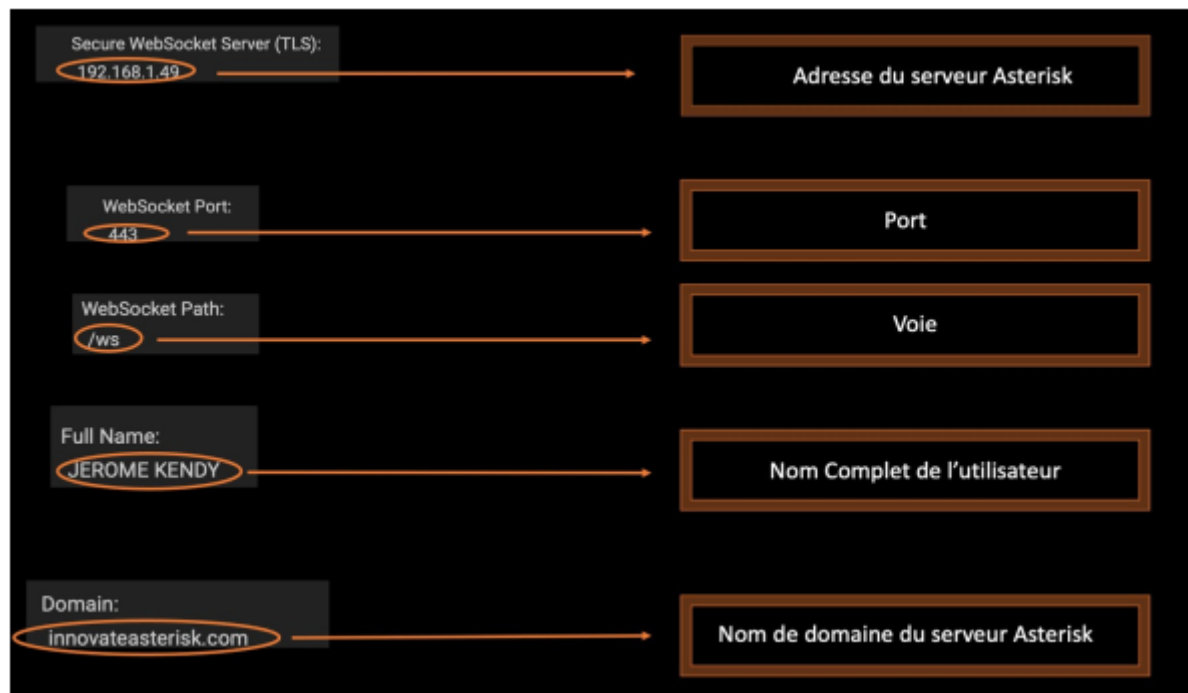 Secure WebSocket Server (TLS):
192.168.1.49
Adresse du serveur Asterisk
WebSocket Port:
443
Port
WebSocket Path:
/ws
Voie
Full Name:
JEROME KENDY
Nom Complet de l’utilisateur
Domain:
innovateasterisk.com
Nom de domaine du serveur Asterisk